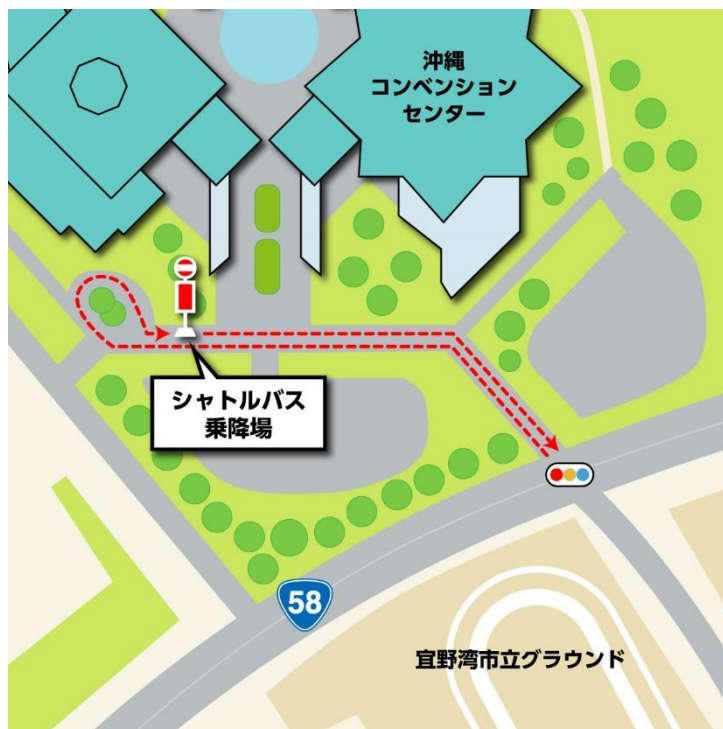 沖縄
コンベンション
センター
シャトルバス
乗降場
58
宜野湾市立グラウンド